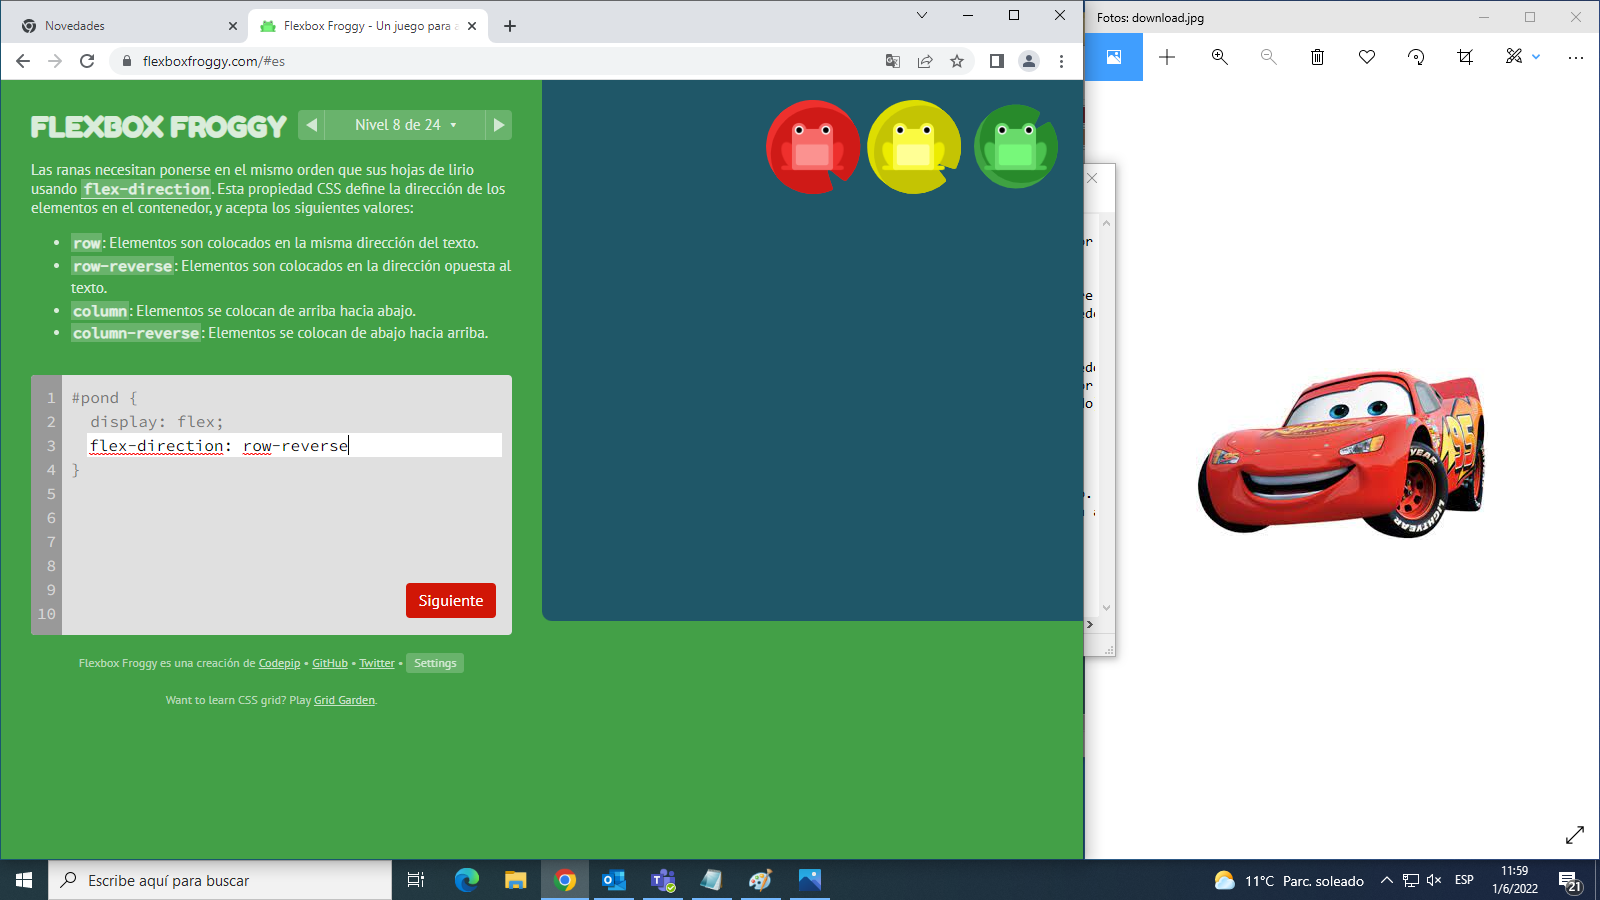 Novedades
Flexbox Froggy - Un juego para a
flexboxfroggy.com/#es
FLEXBOX FROGGY
Nivel 8 de 24
Las ranas necesitan ponerse en el mismo orden que sus hojas de lirio
usando flex-direction. Esta propiedad CSS define la dirección de los
elementos en el contenedor, y acepta los siguientes valores:
• row: Elementos son colocados en la misma dirección del texto.
• row-reverse: Elementos son colocados en la dirección opuesta al
texto.
• column: Elementos se colocan de arriba hacia abajo.
• column-reverse: Elementos se colocan de abajo hacia arriba.
1 #pond {
2 display: flex;
3 flex-direction: row-reverse
4 }
5
6
7
8
9
10
Siguiente
Flexbox Froggy es una creación de Codepip • GitHub • Twitter • Settings
Want to learn CSS grid? Play Grid Garden.
Fotos: download.jpg
95
LIGHTYEAR
Escribe aquí para buscar
11°C Parc. soleado
ESP
11:59
1/6/2022
21